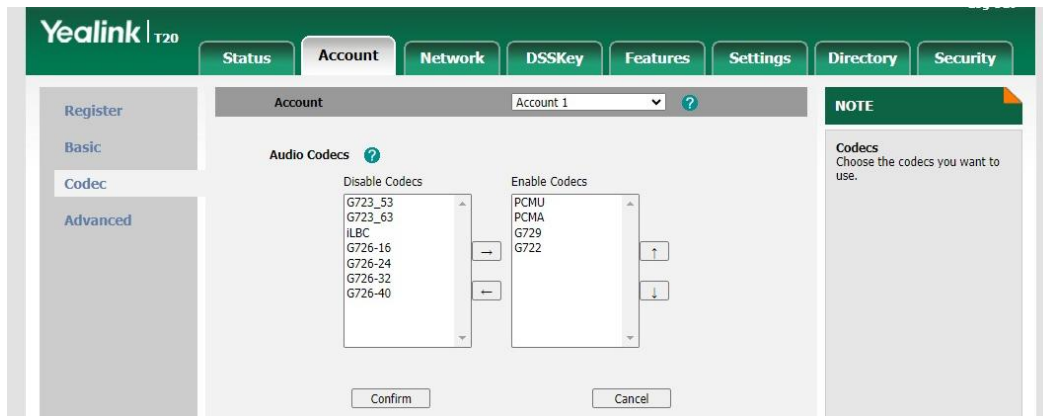 Yealink T20
Status Account Network DSSKey Features Settings Directory Security
Register
Basic
Codec
Advanced
Account Account 1 ?
Audio Codecs ?
Disable Codecs Enable Codecs
G723_53
G723_63
iLBC
G726-16
G726-24
G726-32
G726-40
PCMU
PCMA
G729
G722
→
←
↑
↓
Confirm Cancel
NOTE
Codecs
Choose the codecs you want to
use.